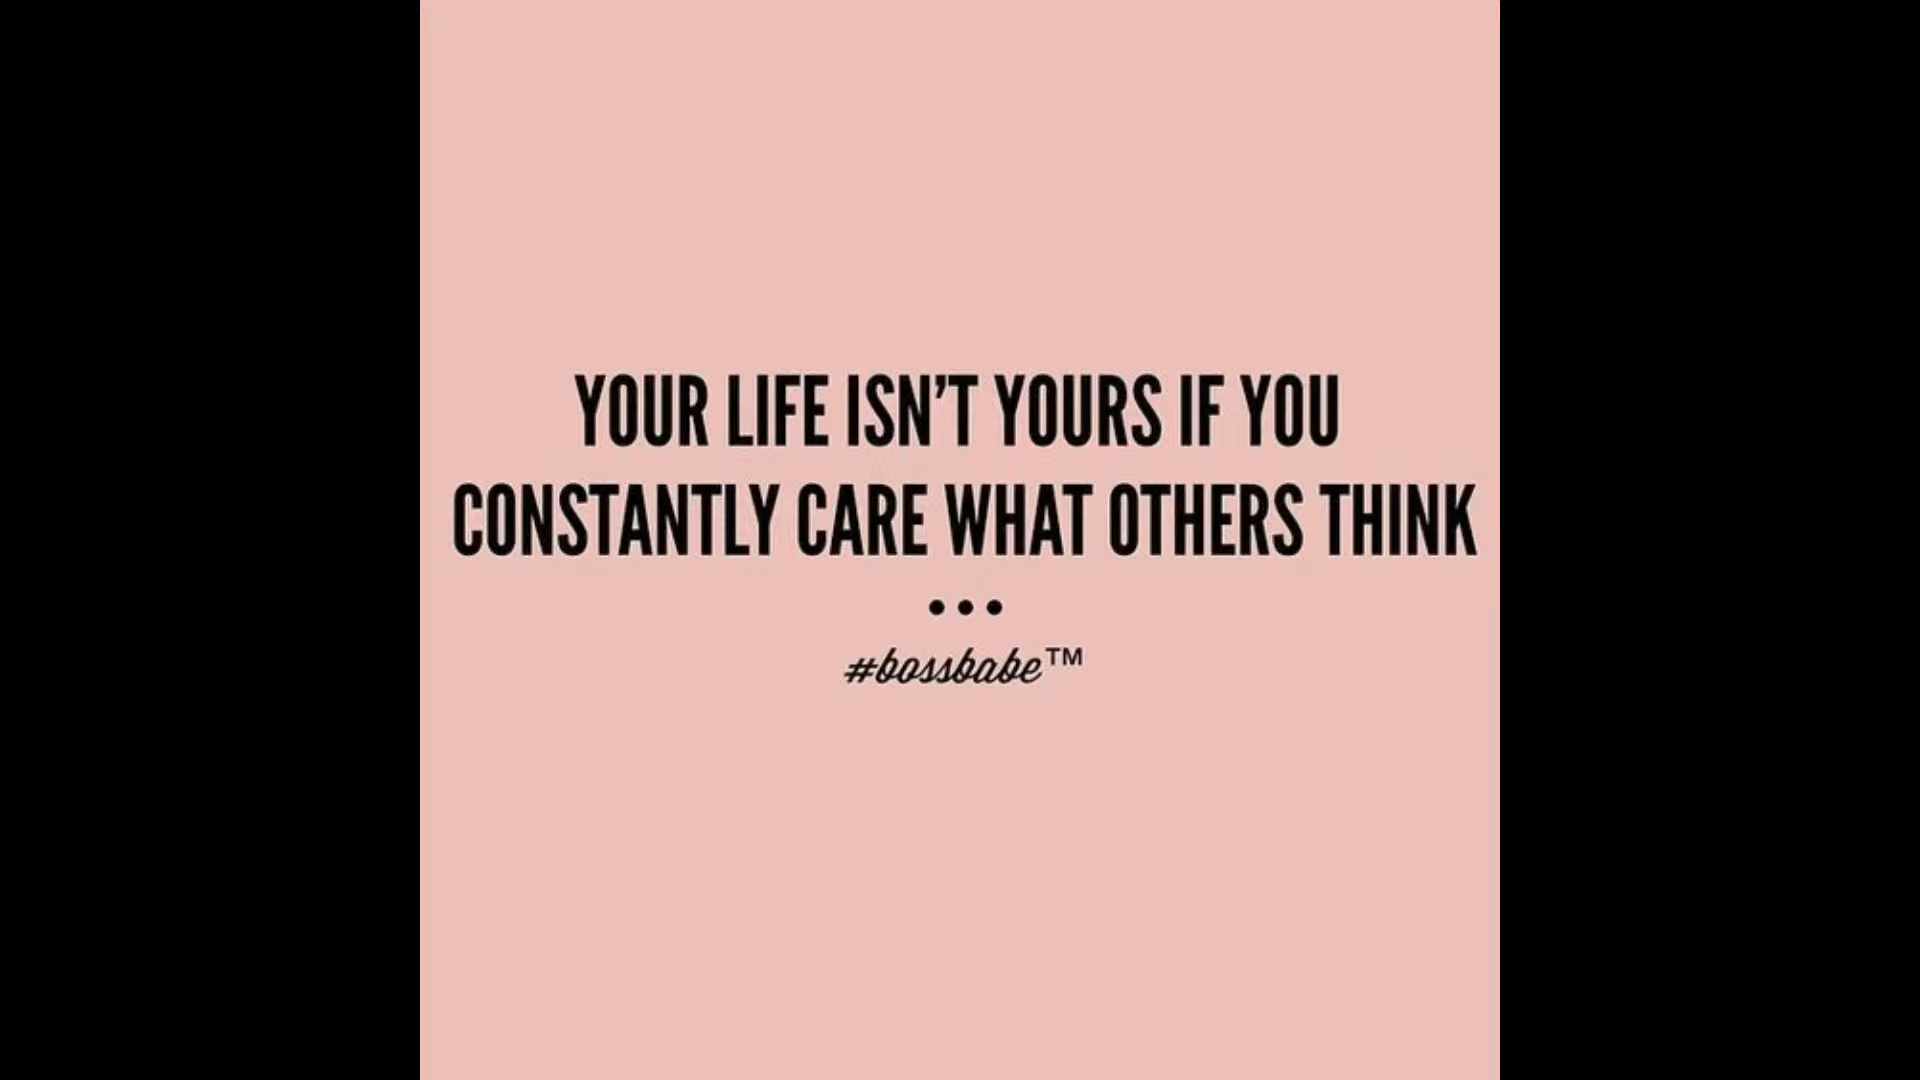 YOUR LIFE ISN'T YOURS IF YOU
CONSTANTLY CARE WHAT OTHERS THINK
•••
#bossbabe™